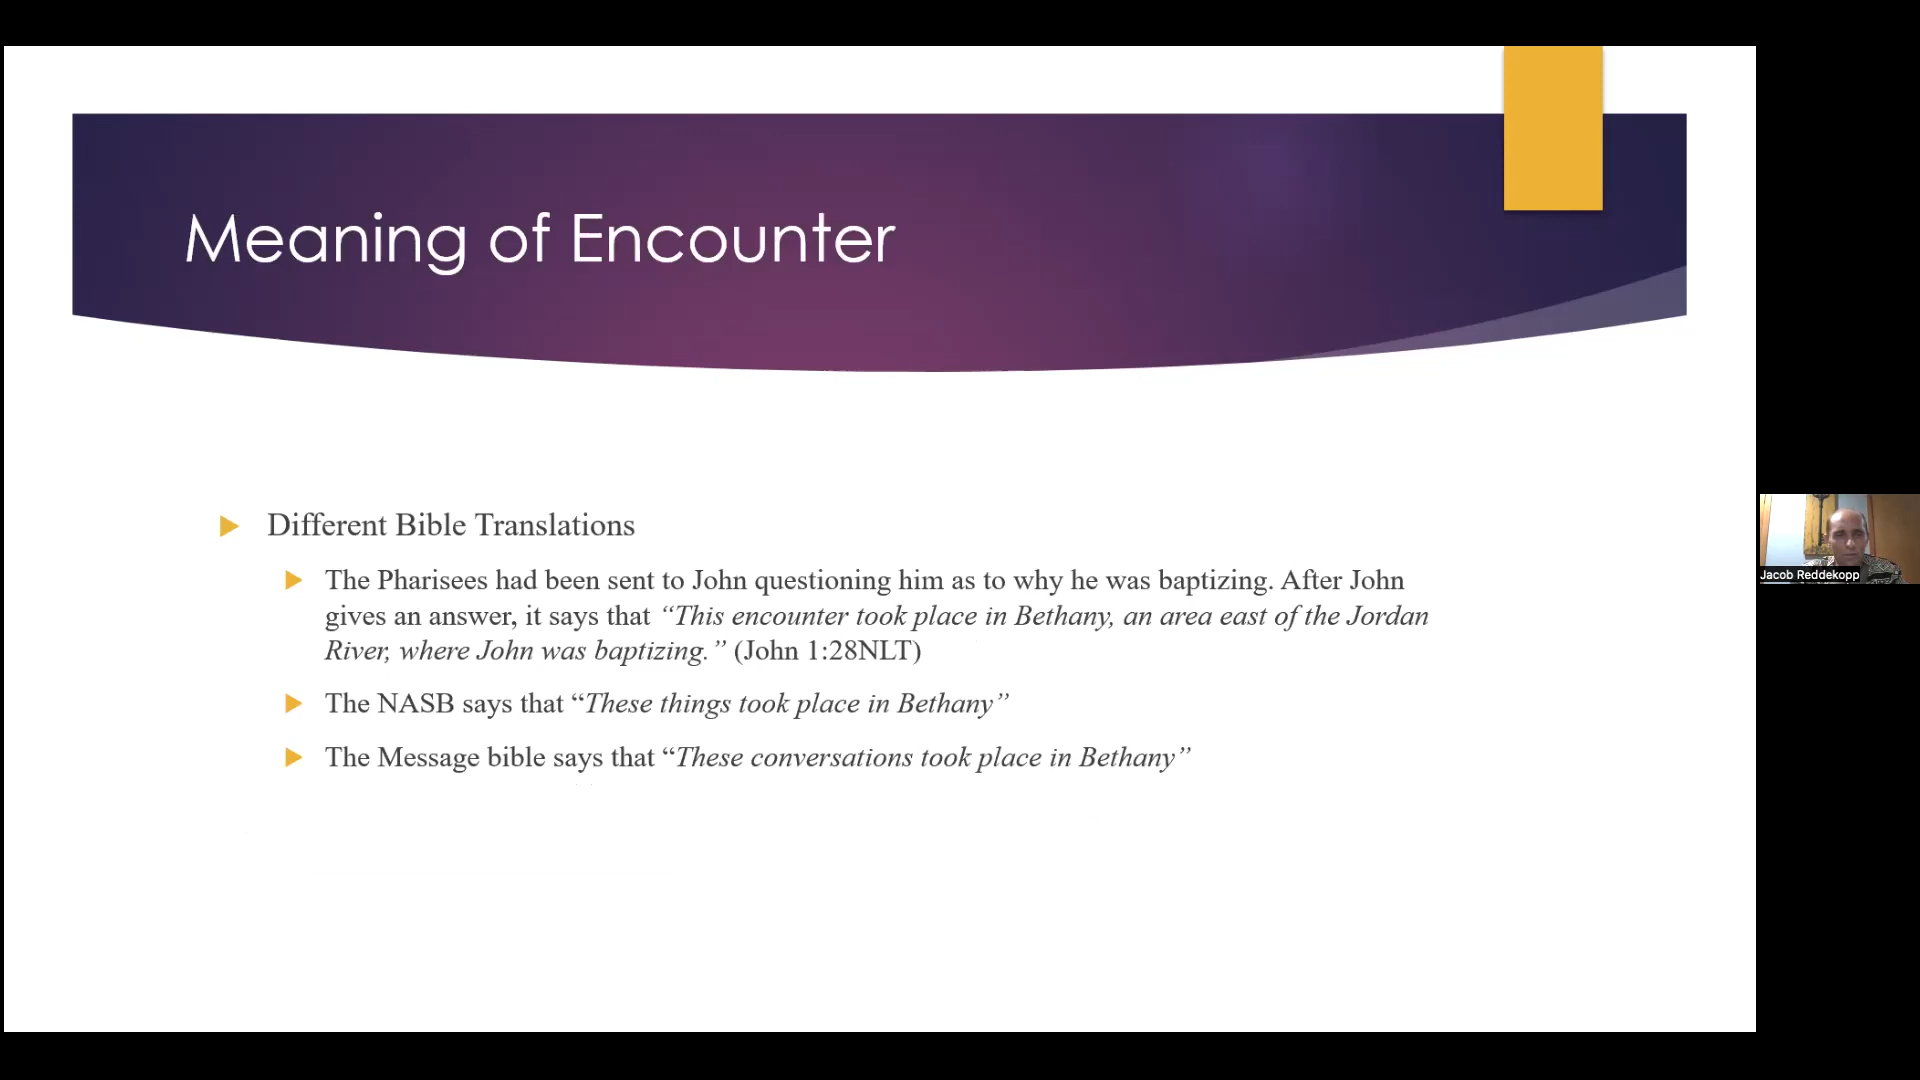 Meaning of Encounter
Different Bible Translations
The Pharisees had been sent to John questioning him as to why he was baptizing. After John
gives an answer, it says that “This encounter took place in Bethany, an area east of the Jordan
River, where John was baptizing.” (John 1:28NLT)
The NASB says that “These things took place in Bethany”
The Message bible says that “These conversations took place in Bethany”
Jacob Reddekopp